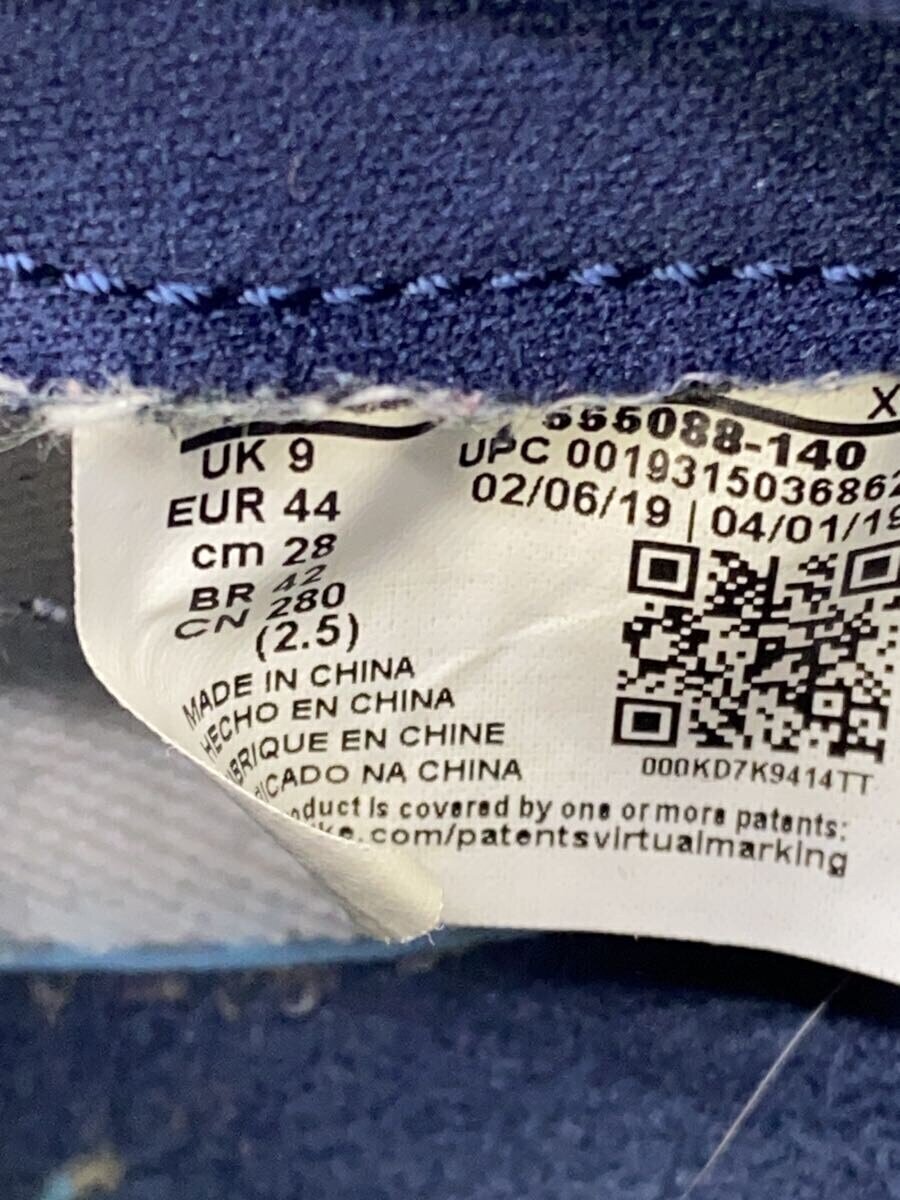 UK 9
EUR 44
cm 28
BR 42
CN 280
(2.5)
MADE IN CHINA
HECHO EN CHINA
BRIQUE EN CHINE
ICADO NA CHINA
oduct is covered by one or more patents:
ke.com/patentsvirtualmarking
X
555088-140
UPC 0019315036862
02/06/19 | 04/01/19
000KD7K9414TT